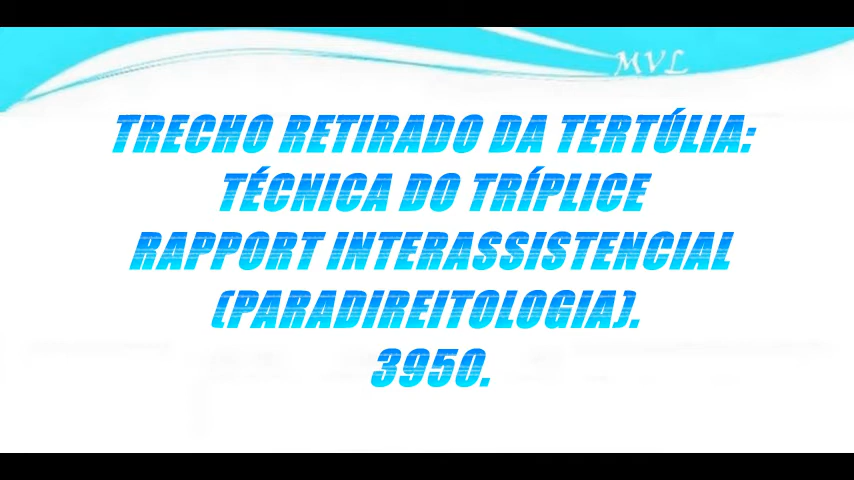 MVL
TRECHO RETIRADO DA TERTÚLIA:
TÉCNICA DO TRÍPLICE
RAPPORT INTERASSISTENCIAL
(PARADIREITOLOGIA).
3950.